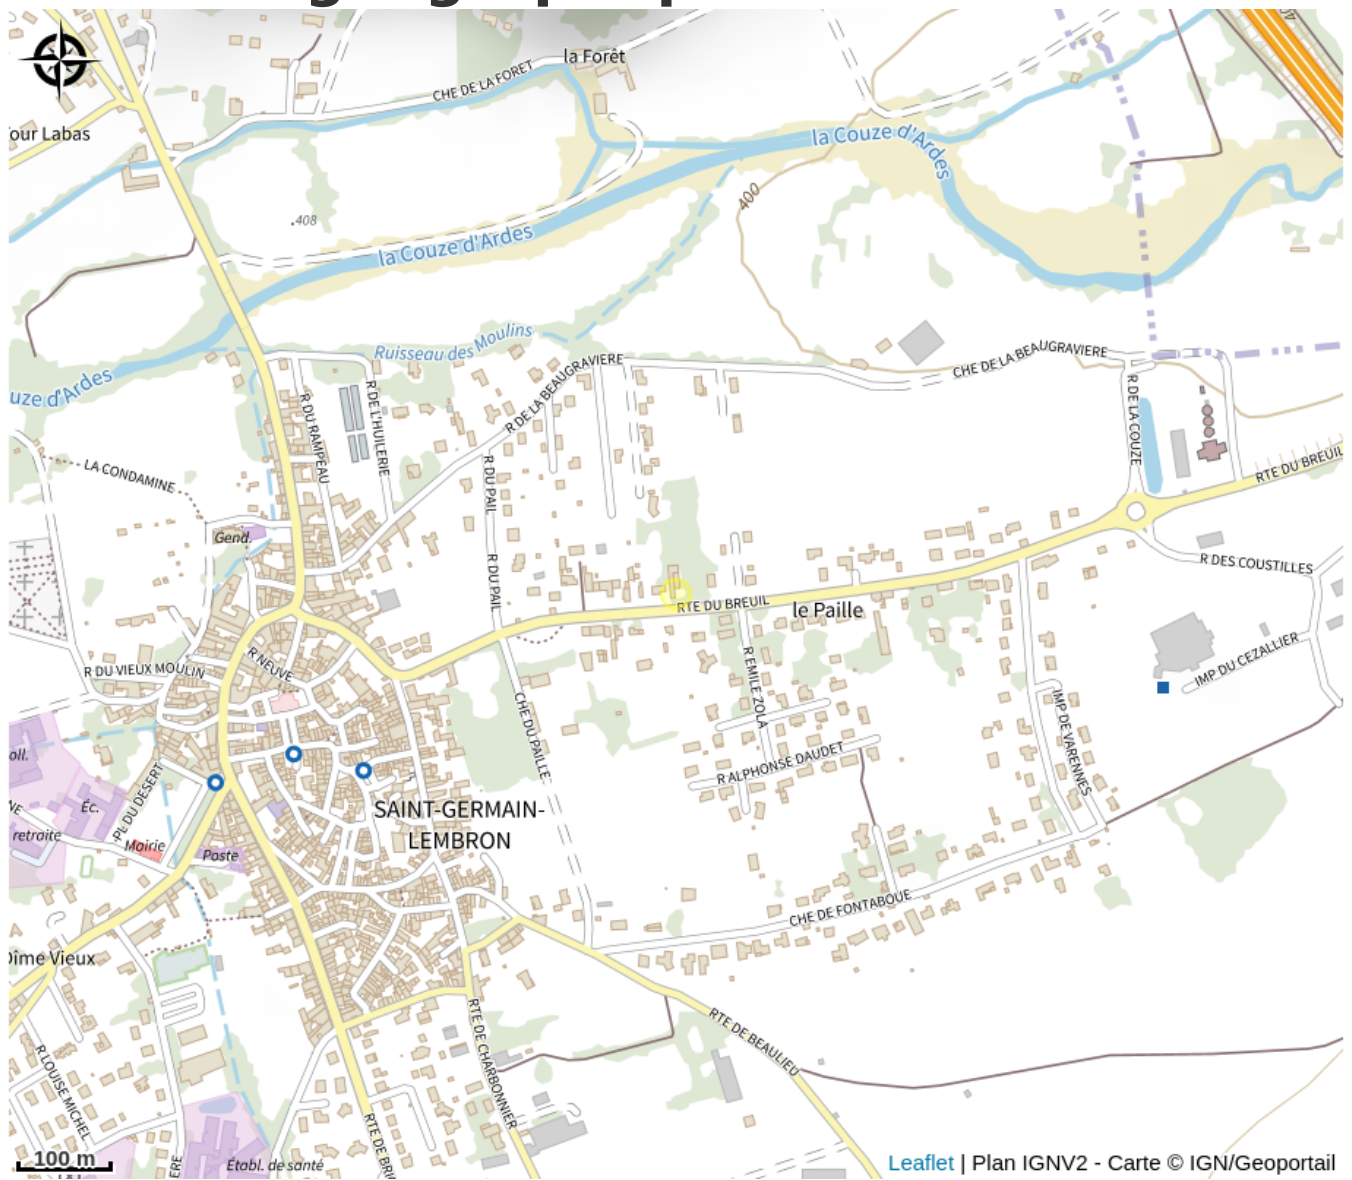 la Forêt
CHE DE LA FORET
our Labas
la Couze d'Ardes
400
408
la Couze d'Ardes
Ruisseau des Moulins
CHE DE LA BEAUGRAVIERE
R DE LA BEAUGRAVIERE
uze d'Ardes
R DU RAMPEAU
R DE L'HUILERIE
R DE LA COUZE
LA CONDAMINE
R DU PAIL
RTE DU BREUIL
Gend.
R DU PAIL
R DES COUSTILLES
RTE DU BREUIL
le Paille
R NEUVE
R DU VIEUX MOULIN
R EMILE ZOLA
IMP DU CEZALLIER
CHE DU PAILLE
IMP DE VARENNES
oll.
R ALPHONSE DAUDET
PL DU DESERT
Éc.
NE
SAINT-GERMAIN-
LEMBRON
retraite
Mairie
Poste
CHE DE FONTABOUE
Dîme Vieux
RTE DE CHARBONNIER
RTE DE BEAULIEU
R LOUISE MICHEL
RTE DE BRI
ERE
Établ. de santé
100 m
Leaflet | Plan IGNV2 - Carte © IGN/Geoportail